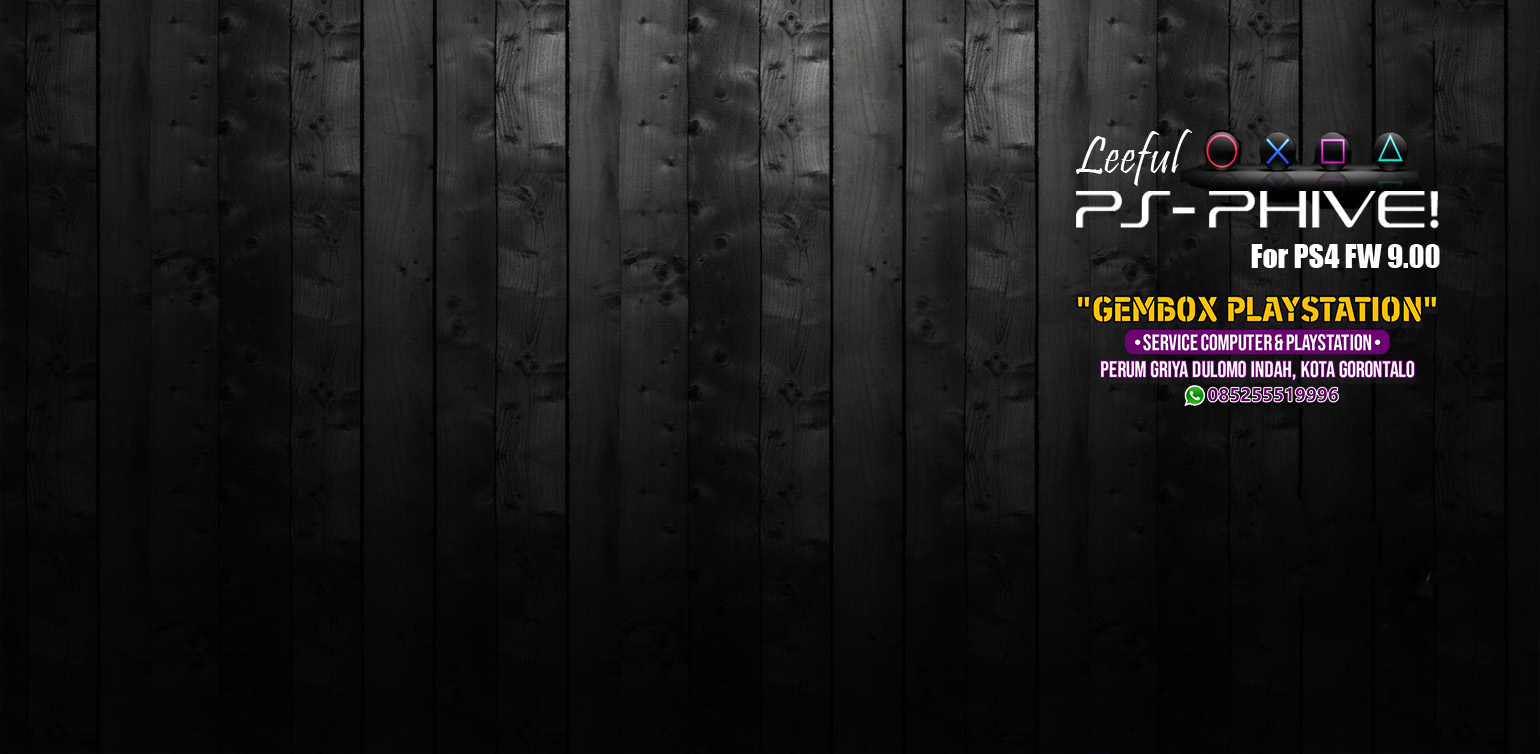 Leeful
PS-PHIVE!
For PS4 FW 9.00
"GEMBOX PLAYSTATION"
• SERVICE COMPUTER & PLAYSTATION •
PERUM GRIYA DULOMO INDAH, KOTA GORONTALO
085255519996